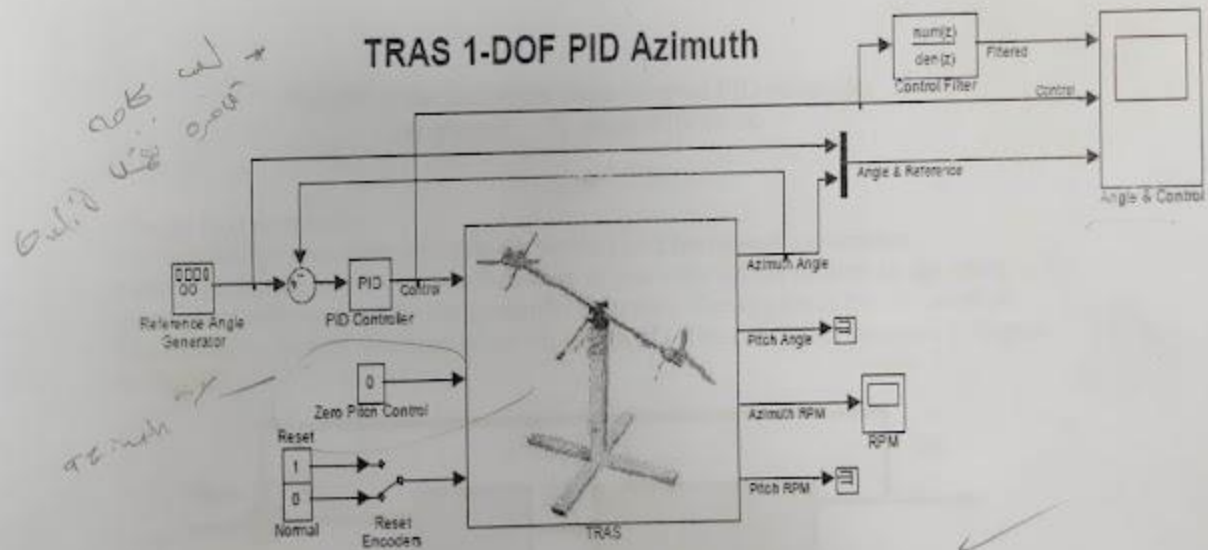 TRAS 1-DOF PID Azimuth
num(z)
den(z)
Control Filter
Filtered
Control
Angle & Reference
Angle & Control
Reference Angle
Generator
PID
PID Controller
Control
0
Zero Pitch Control
Reset
1
0
Normal
Reset
Encoders
TRAS
Azimuth Angle
Pitch Angle
Azimuth RPM
RPM
Pitch RPM